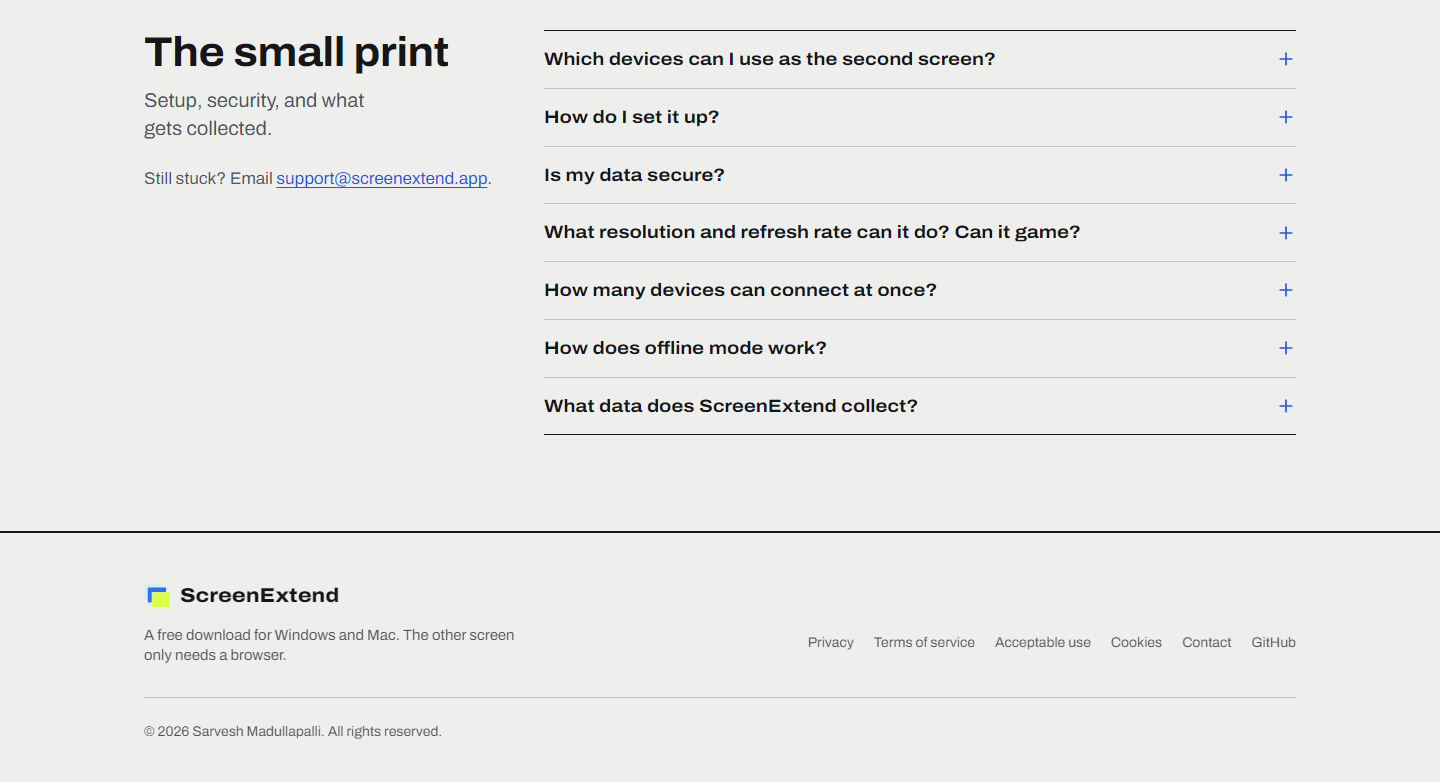 The small print
Setup, security, and what
gets collected.
Still stuck? Email support@screenextend.app.
Which devices can I use as the second screen?
How do I set it up?
Is my data secure?
What resolution and refresh rate can it do? Can it game?
How many devices can connect at once?
How does offline mode work?
What data does ScreenExtend collect?
ScreenExtend
A free download for Windows and Mac. The other screen
only needs a browser.
Privacy Terms of service Acceptable use Cookies Contact GitHub
© 2026 Sarvesh Madullapalli. All rights reserved.